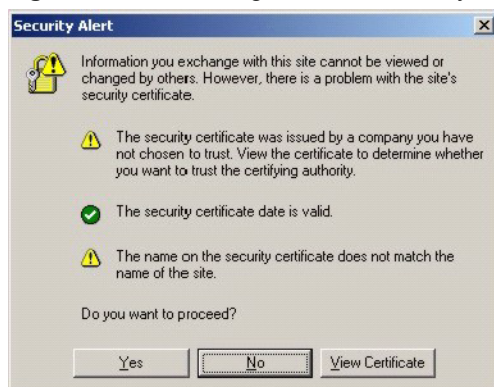 Security Alert
Information you exchange with this site cannot be viewed or
changed by others. However, there is a problem with the site's
security certificate.
The security certificate was issued by a company you have
not chosen to trust. View the certificate to determine whether
you want to trust the certifying authority.
The security certificate date is valid.
The name on the security certificate does not match the
name of the site.
Do you want to proceed?
Yes No View Certificate